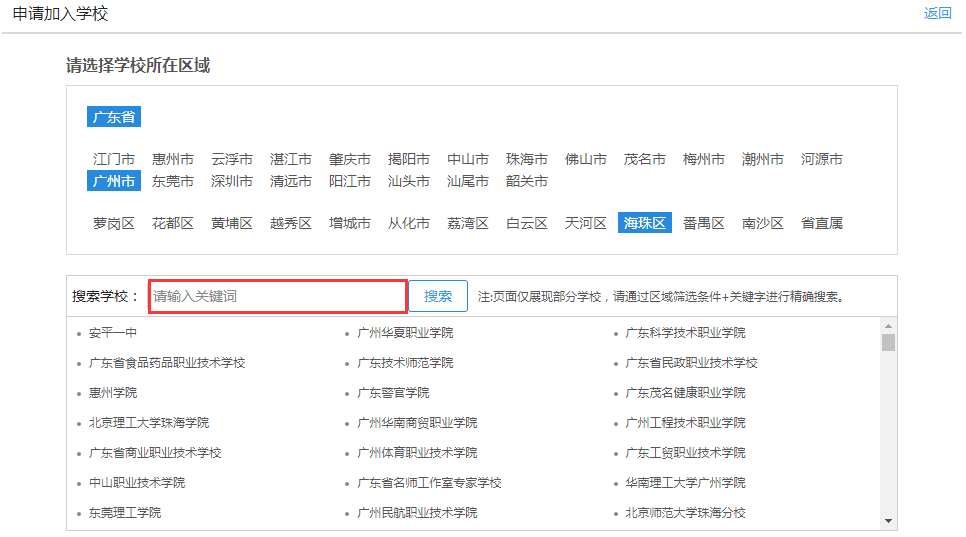 申请加入学校 返回
请选择学校所在区域
广东省
江门市 惠州市 云浮市 湛江市 肇庆市 揭阳市 中山市 珠海市 佛山市 茂名市 梅州市 潮州市 河源市
广州市 东莞市 深圳市 清远市 阳江市 汕头市 汕尾市 韶关市
萝岗区 花都区 黄埔区 越秀区 增城市 从化市 荔湾区 白云区 天河区 海珠区 番禺区 南沙区 省直属
搜索学校： 请输入关键词 搜索 注:页面仅展现部分学校，请通过区域筛选条件+关键字进行精确搜索。
安平一中 广州华夏职业学院 广东科学技术职业学院
广东省食品药品职业技术学校 广东技术师范学院 广东省民政职业技术学校
惠州学院 广东警官学院 广东茂名健康职业学院
北京理工大学珠海学院 广州华南商贸职业学院 广州工程技术职业学院
广东省商业职业技术学校 广州体育职业技术学院 广东工贸职业技术学院
中山职业技术学院 广东省名师工作室专家学校 华南理工大学广州学院
东莞理工学院 广州民航职业技术学院 北京师范大学珠海分校